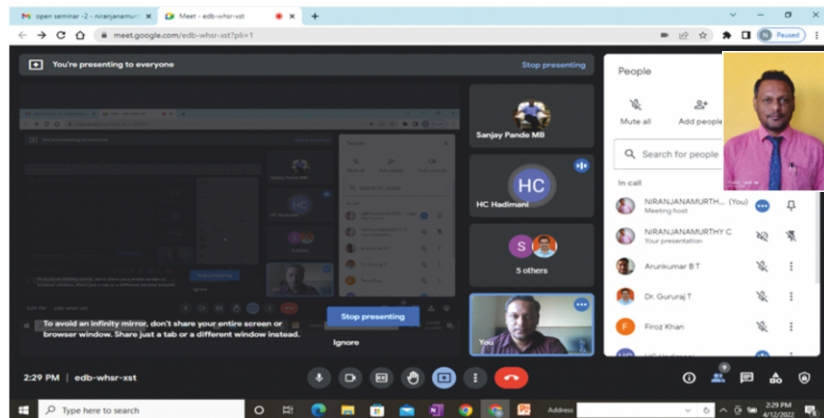 open seminar -2 - niranjanamurt
Meet - edb-whsr-xst
meet.google.com/edb-whsr-xst?pli=1
N
Paused
You're presenting to everyone
Stop presenting
Sanjay Pande MB
HC
HC Hadimani
S
5 others
You
To avoid an infinity mirror, don't share your entire screen or
browser window. Share just a tab or a different window instead.
Stop presenting
Ignore
People
Mute all
Add people
Search for people
In call
NIRANJANAMURTH... (You)
Meeting host
NIRANJANAMURTHY C
Your presentation
Arunkumar B T
Dr. Gururaj T
F
Firoz Khan
2:29 PM | edb-whsr-xst
9
Type here to search
Address
2:29 PM
4/12/2022